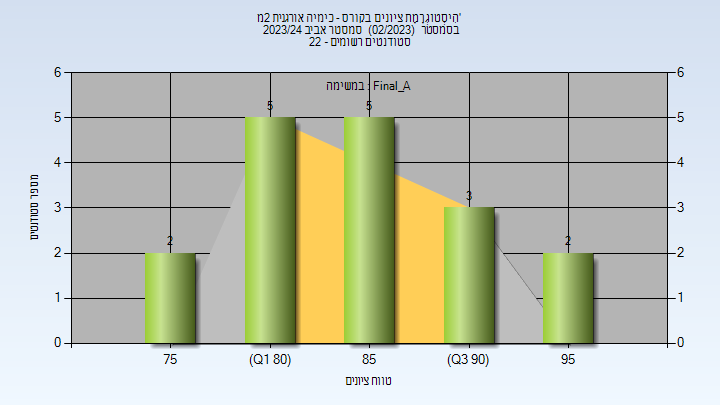 הִיסְטוֹגְרָמַת ציונים בקורס - כימיה אורגנית 2מ'
בסמסטר (02/2023) סמסטר אביב 2023/24
סטודנטים רשומים - 22
במשימה : Final_A
6 6
5 5
4 4
3 3
2 2
1 1
0 0
2 5 5 3 2
75 (Q1 80) 85 (Q3 90) 95
מספר סטודנטים
טווח ציונים